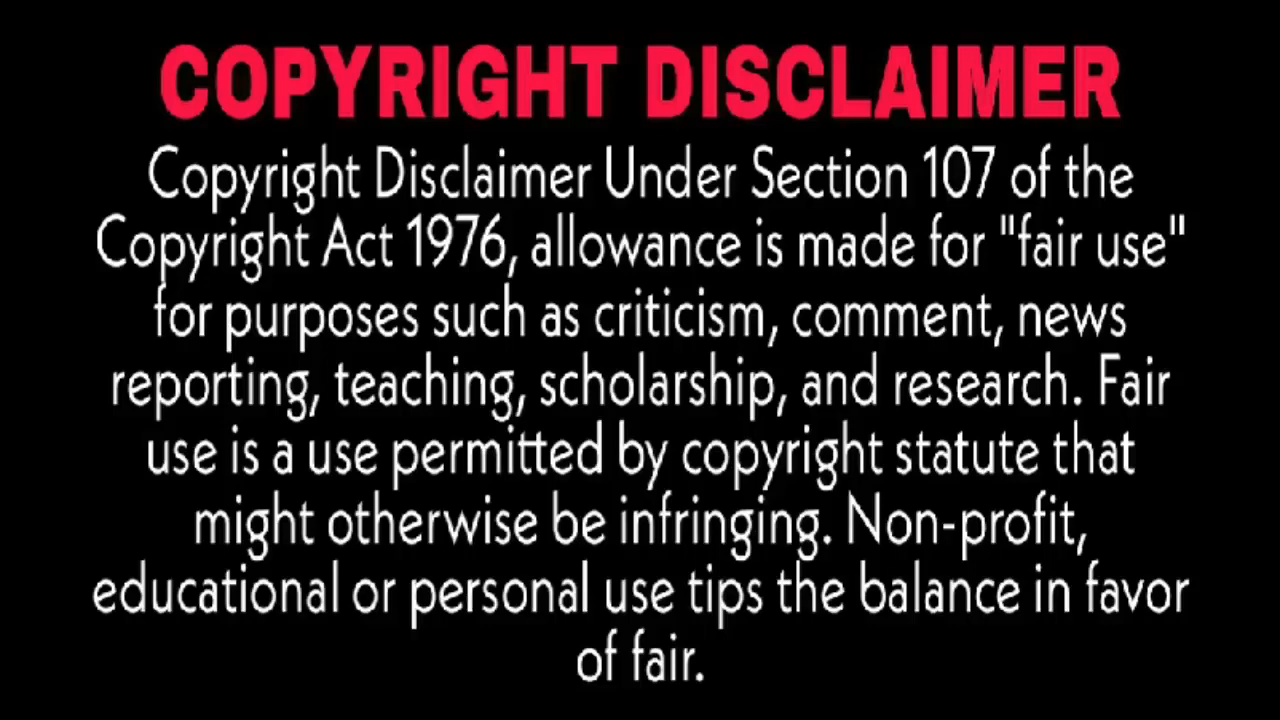 COPYRIGHT DISCLAIMER
Copyright Disclaimer Under Section 107 of the
Copyright Act 1976, allowance is made for "fair use"
for purposes such as criticism, comment, news
reporting, teaching, scholarship, and research. Fair
use is a use permitted by copyright statute that
might otherwise be infringing. Non-profit,
educational or personal use tips the balance in favor
of fair.